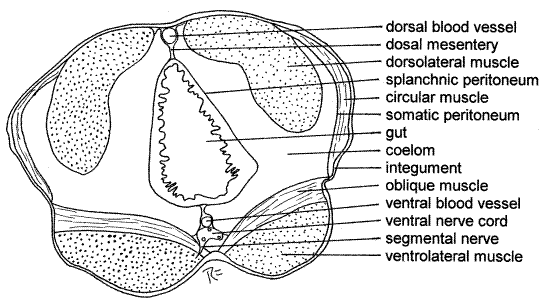 dorsal blood vessel
dosal mesentery
dorsolateral muscle
splanchnic peritoneum
circular muscle
somatic peritoneum
gut
coelom
integument
oblique muscle
ventral blood vessel
ventral nerve cord
segmental nerve
ventrolateral muscle